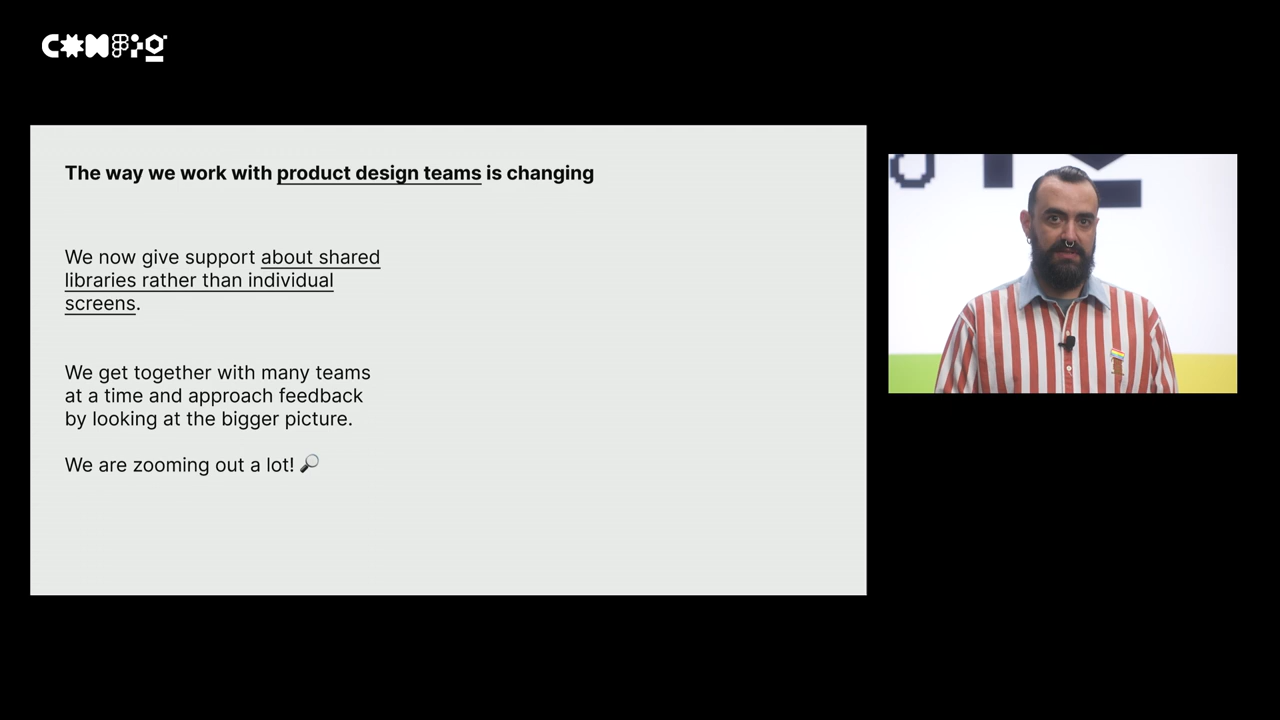 CONFIG
The way we work with product design teams is changing
We now give support about shared
libraries rather than individual
screens.
We get together with many teams
at a time and approach feedback
by looking at the bigger picture.
We are zooming out a lot! 🔎